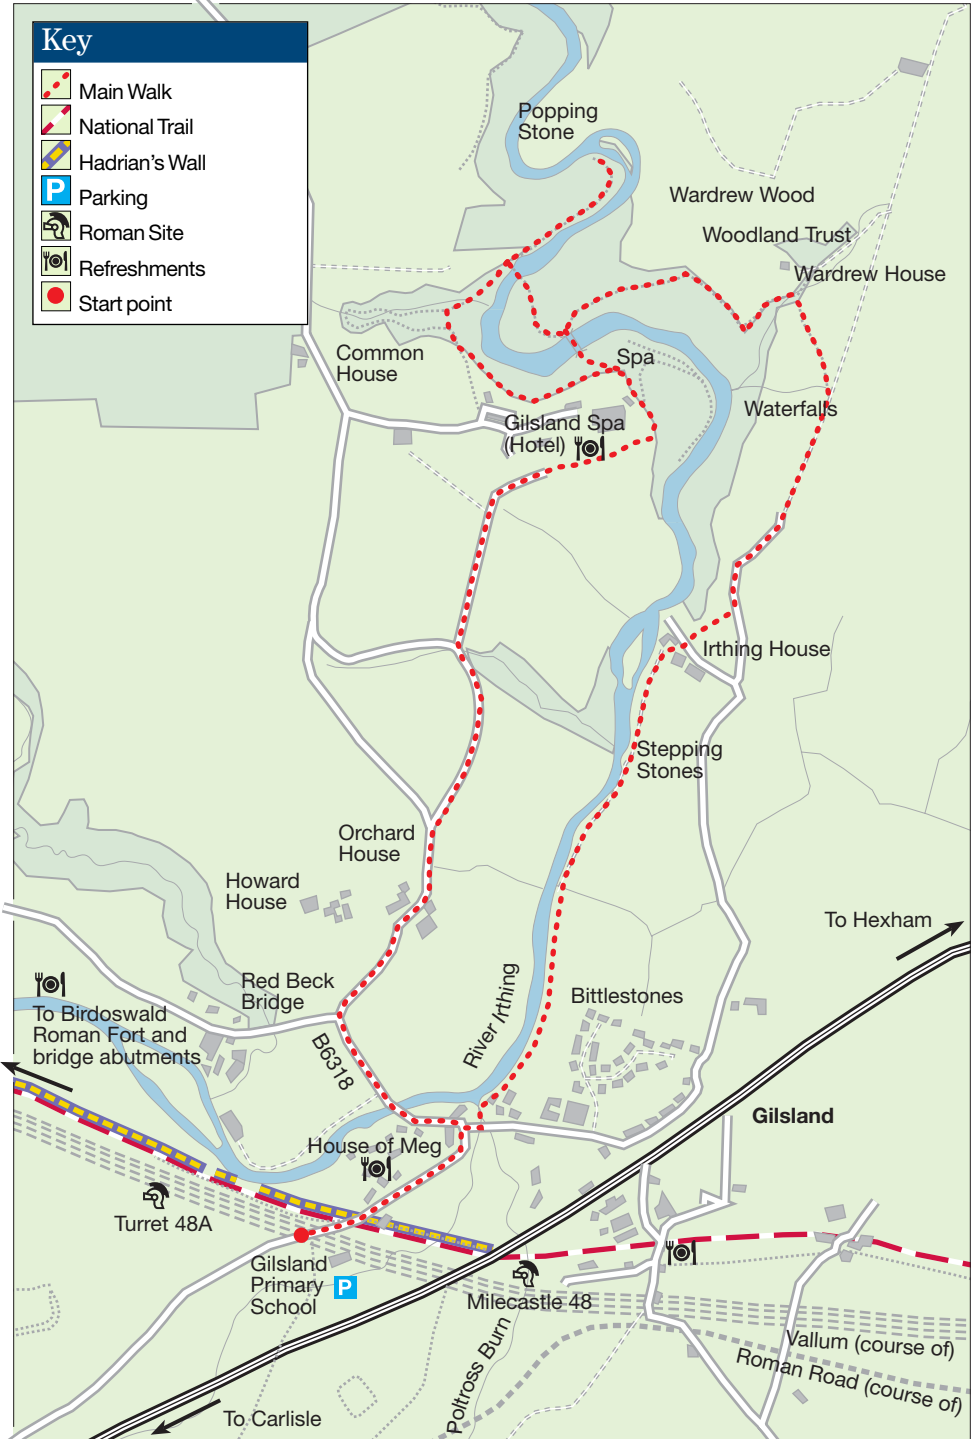 Key
Main Walk
National Trail
Hadrian's Wall
P
Parking
Roman Site
Refreshments
Start point
Popping
Stone
Wardrew Wood
Woodland Trust
Wardrew House
Common
House
Spa
Waterfalls
Gilsland Spa
(Hotel)
Irthing House
Stepping
Stones
Orchard
House
Howard
House
To Hexham
Red Beck
Bridge
River Irthing
Bittlestones
To Birdoswald
Roman Fort and
bridge abutments
B6318
Gilsland
House of Meg
Turret 48A
Gilsland
Primary
School
P
Milecastle 48
Poltross Burn
Vallum (course of)
Roman Road (course of)
To Carlisle